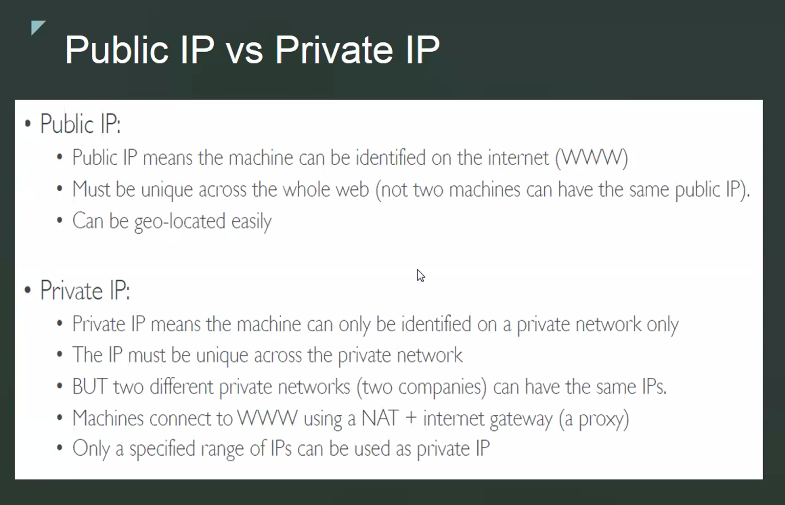 Public IP vs Private IP
• Public IP:
• Public IP means the machine can be identified on the internet (WWW)
• Must be unique across the whole web (not two machines can have the same public IP).
• Can be geo-located easily
• Private IP:
• Private IP means the machine can only be identified on a private network only
• The IP must be unique across the private network
• BUT two different private networks (two companies) can have the same IPs.
• Machines connect to WWW using a NAT + internet gateway (a proxy)
• Only a specified range of IPs can be used as private IP